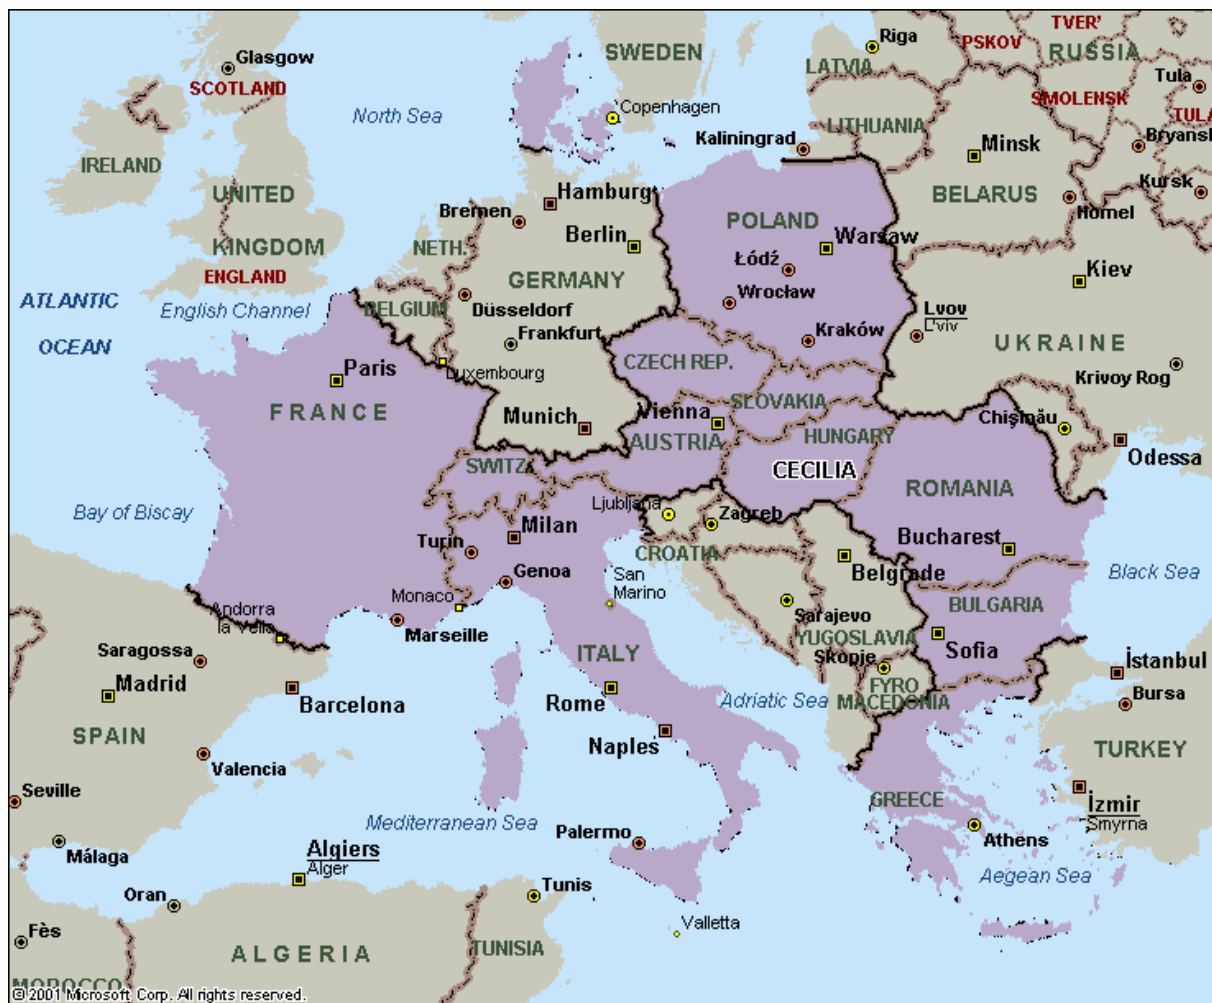 TVER'
Riga
PSKOV
SWEDEN
RUSSIA
Glasgow
LATVIA
Tula
SCOTLAND
Copenhagen
SMOLENSK
North Sea
TULA
LITHUANIA
Kaliningrad
Minsk
Bryansk
IRELAND
UNITED
Hamburg
BELARUS
Kursk
Bremen
POLAND
Homel
KINGDOM
NETH.
Berlin
Warsaw
Łódź
ENGLAND
GERMANY
Kiev
ATLANTIC
Wrocław
English Channel
BELGIUM
Düsseldorf
Lvov
L'viv
Frankfurt
Kraków
OCEAN
UKRAINE
CZECH REP.
Paris
Luxembourg
Krivoy Rog
FRANCE
SLOVAKIA
Munich
Vienna
Chişinău
AUSTRIA
HUNGARY
Odessa
SWITZ.
CECILIA
ROMANIA
Ljubljana
Bay of Biscay
Zagreb
Milan
Bucharest
Turin
CROATIA
Genoa
San
Marino
Belgrade
Black Sea
Monaco
Andorra
la Vella
BULGARIA
Sarajevo
Marseille
YUGOSLAVIA
Saragossa
ITALY
Skopje
Sofia
İstanbul
Madrid
FYRO
MACEDONIA
Barcelona
Rome
Adriatic Sea
Bursa
SPAIN
Naples
TURKEY
Valencia
Seville
GREECE
İzmir
Smyrna
Mediterranean Sea
Palermo
Athens
Málaga
Algiers
Alger
Aegean Sea
Oran
Tunis
Fès
Valletta
ALGERIA
TUNISIA
MOROCCO
© 2001 Microsoft Corp. All rights reserved.